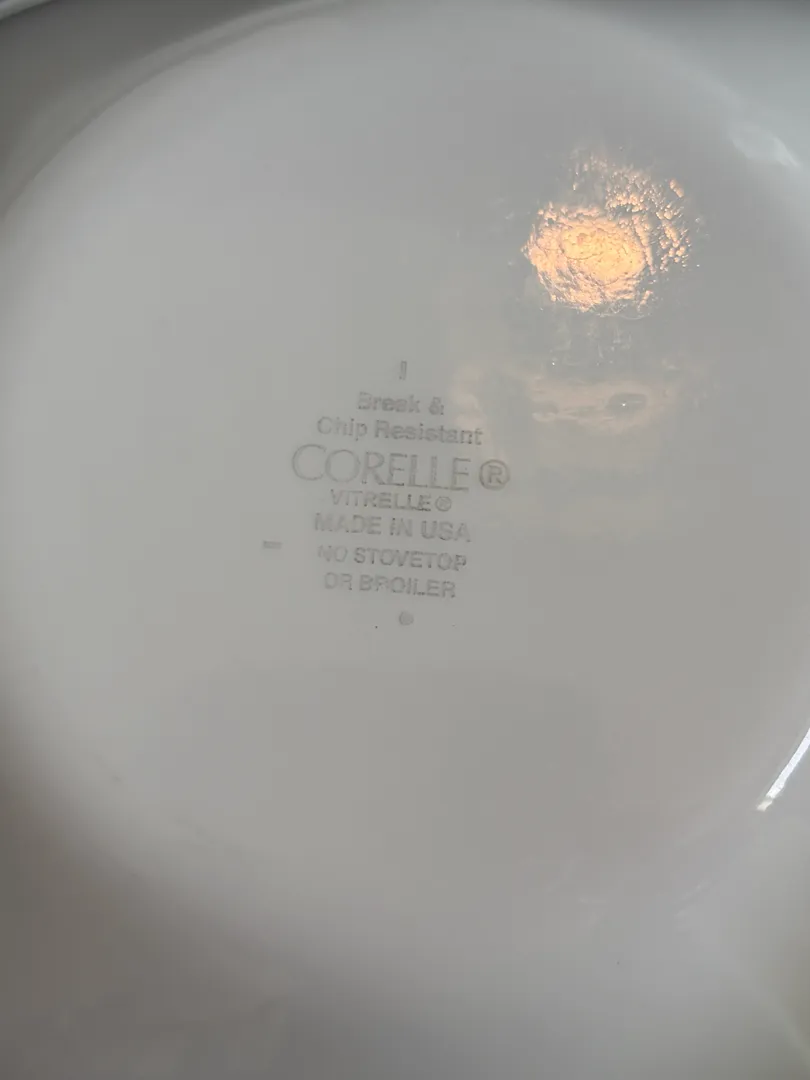 Break &
Chip Resistant
CORELLE®
VITRELLE®
MADE IN USA
NO STOVETOP
OR BROILER